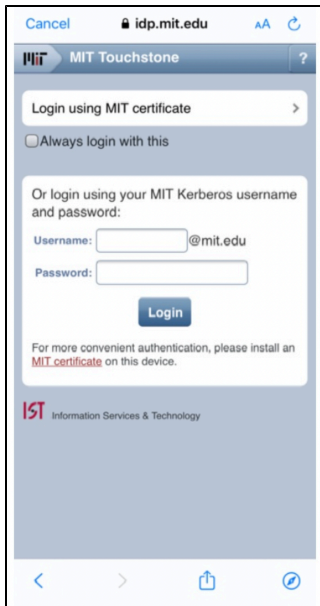 Cancel idp.mit.edu AA
MIT Touchstone ?
Login using MIT certificate
Always login with this
Or login using your MIT Kerberos username
and password:
Username: @mit.edu
Password:
Login
For more convenient authentication, please install an
MIT certificate on this device.
IST Information Services & Technology